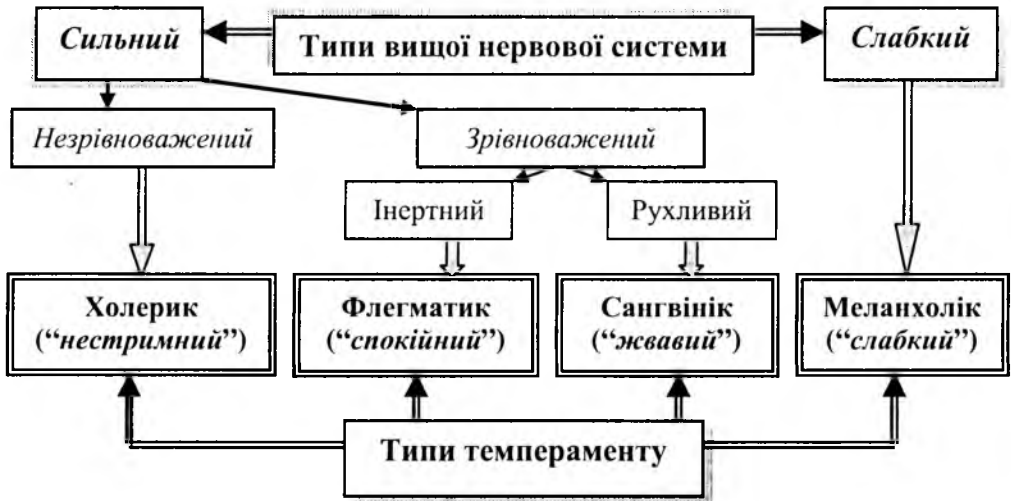 Сильний
Типи вищої нервової системи
Слабкий
Незрівноважений
Зрівноважений
Інертний
Рухливий
Холерик
(“нестримний”)
Флегматик
(“спокійний”)
Сангвінік
(“жвавий”)
Меланхолік
(“слабкий”)
Типи темпераменту